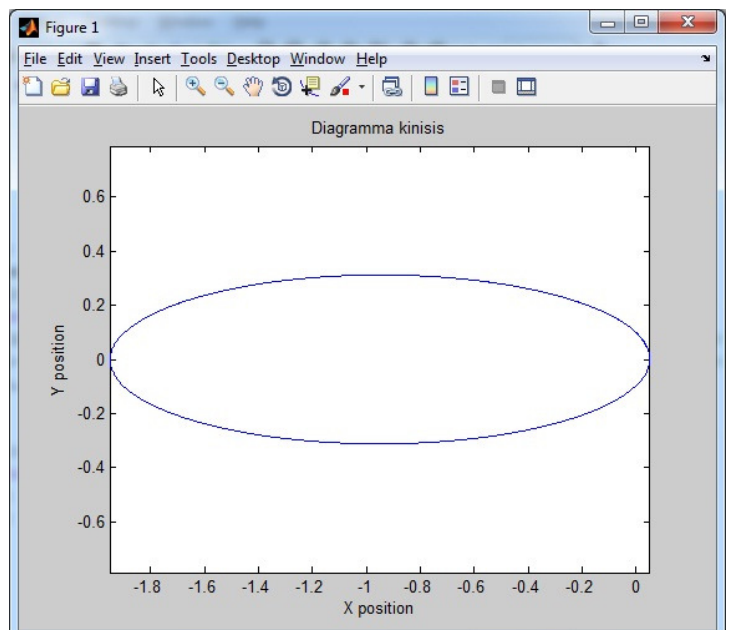 Figure 1
File Edit View Insert Tools Desktop Window Help
Diagramma kinisis
0.6
0.4
0.2
0
-0.2
-0.4
-0.6
Y position
-1.8 -1.6 -1.4 -1.2 -1 -0.8 -0.6 -0.4 -0.2 0
X position